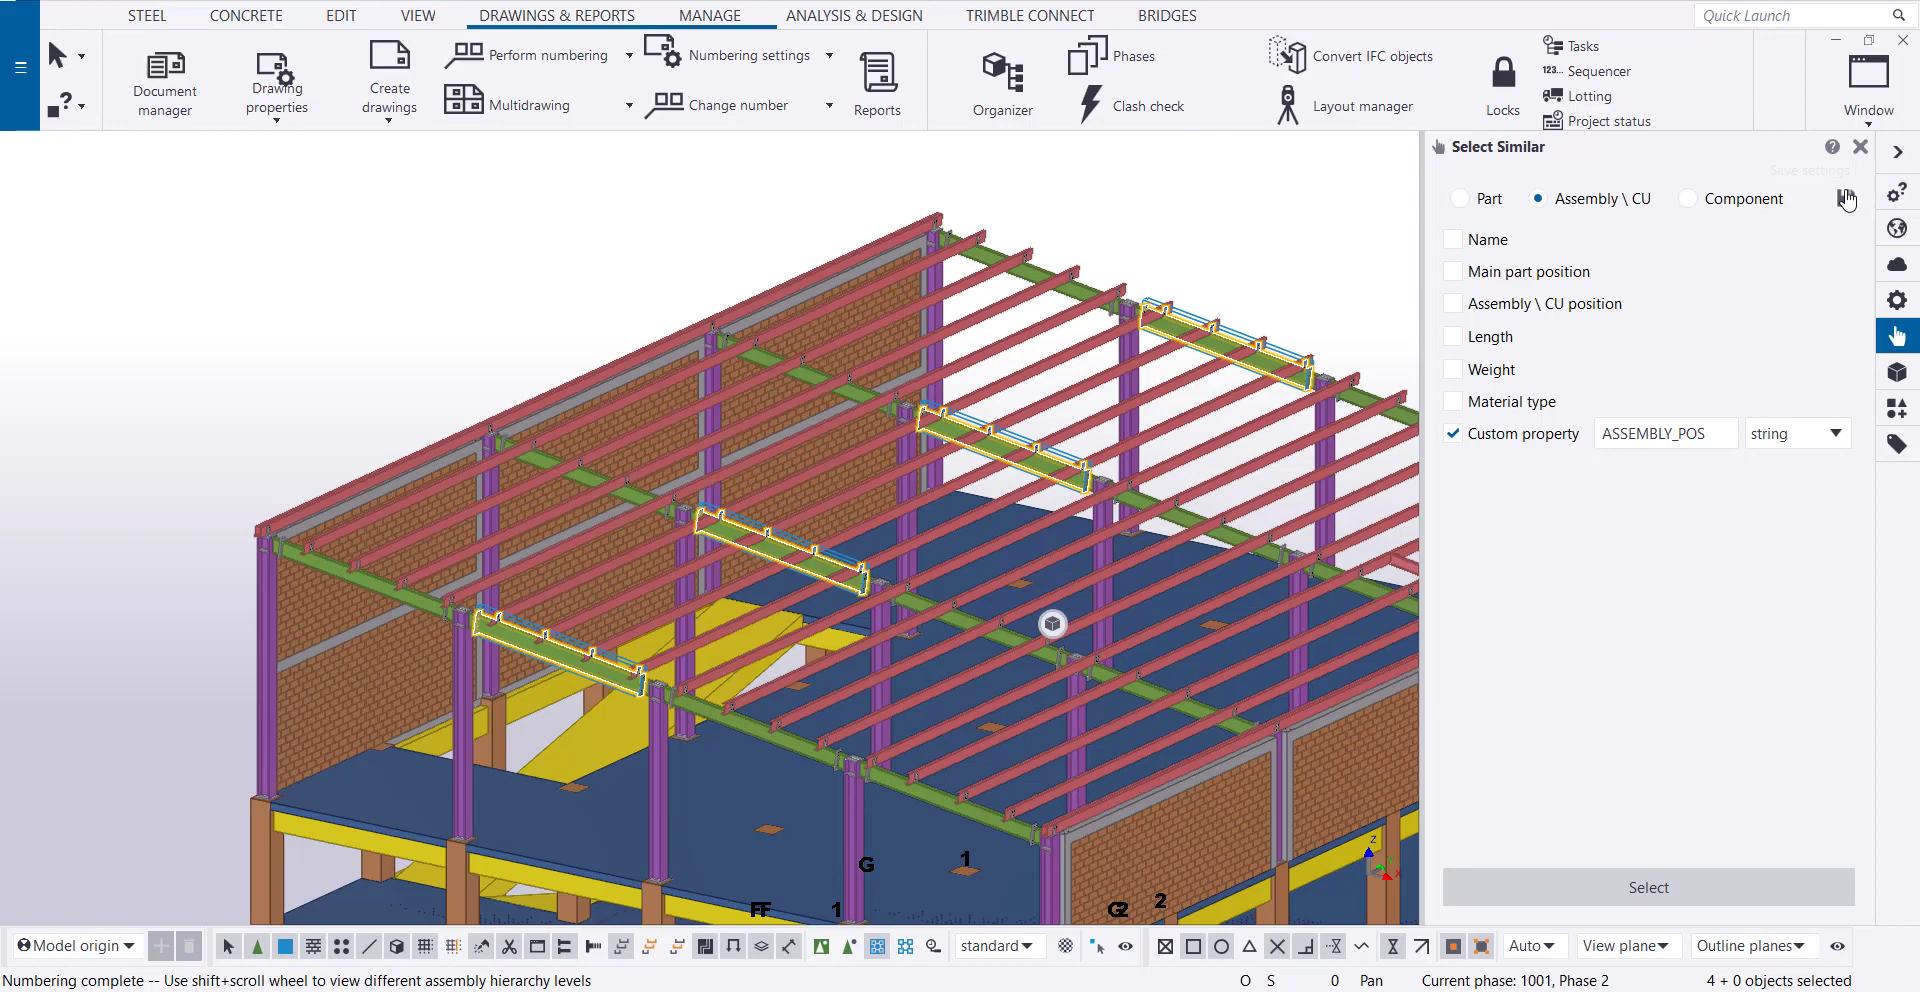 STEEL CONCRETE EDIT VIEW DRAWINGS & REPORTS MANAGE ANALYSIS & DESIGN TRIMBLE CONNECT BRIDGES Quick Launch
Document manager
Drawing properties
Create drawings
Perform numbering
Multidrawing
Numbering settings
Change number
Reports
Organizer
Phases
Clash check
Convert IFC objects
Layout manager
Locks
Tasks
123... Sequencer
Lotting
Project status
Window
Select Similar
Save settings
Part Assembly \ CU Component
Name
Main part position
Assembly \ CU position
Length
Weight
Material type
Custom property ASSEMBLY_POS string
Select
Z
G 1
FF 1 G2 2
Model origin standard Auto View plane Outline planes
Numbering complete -- Use shift+scroll wheel to view different assembly hierarchy levels O S 0 Pan Current phase: 1001, Phase 2 4 + 0 objects selected